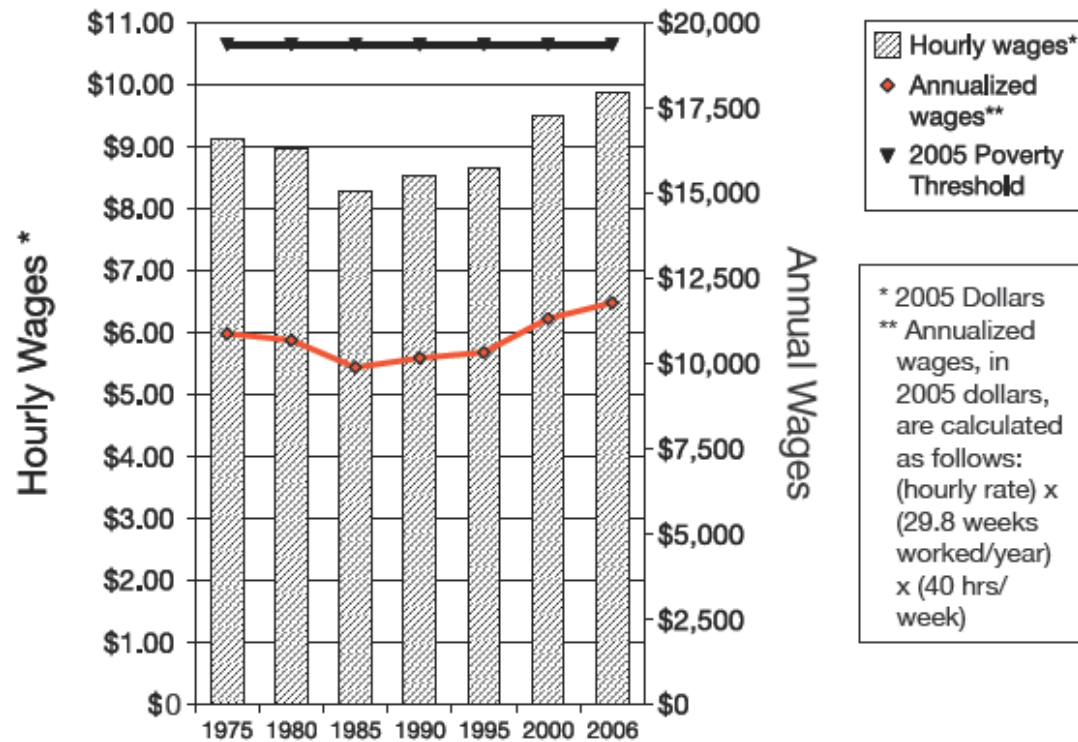 Hourly Wages *
$11.00
$10.00
$9.00
$8.00
$7.00
$6.00
$5.00
$4.00
$3.00
$2.00
$1.00
$0
1975 1980 1985 1990 1995 2000 2006
$20,000
$17,500
$15,000
$12,500
$10,000
$7,500
$5,000
$2,500
$0
Annual Wages
Hourly wages*
Annualized
wages**
2005 Poverty
Threshold
* 2005 Dollars
** Annualized
wages, in
2005 dollars,
are calculated
as follows:
(hourly rate) x
(29.8 weeks
worked/year)
x (40 hrs/
week)